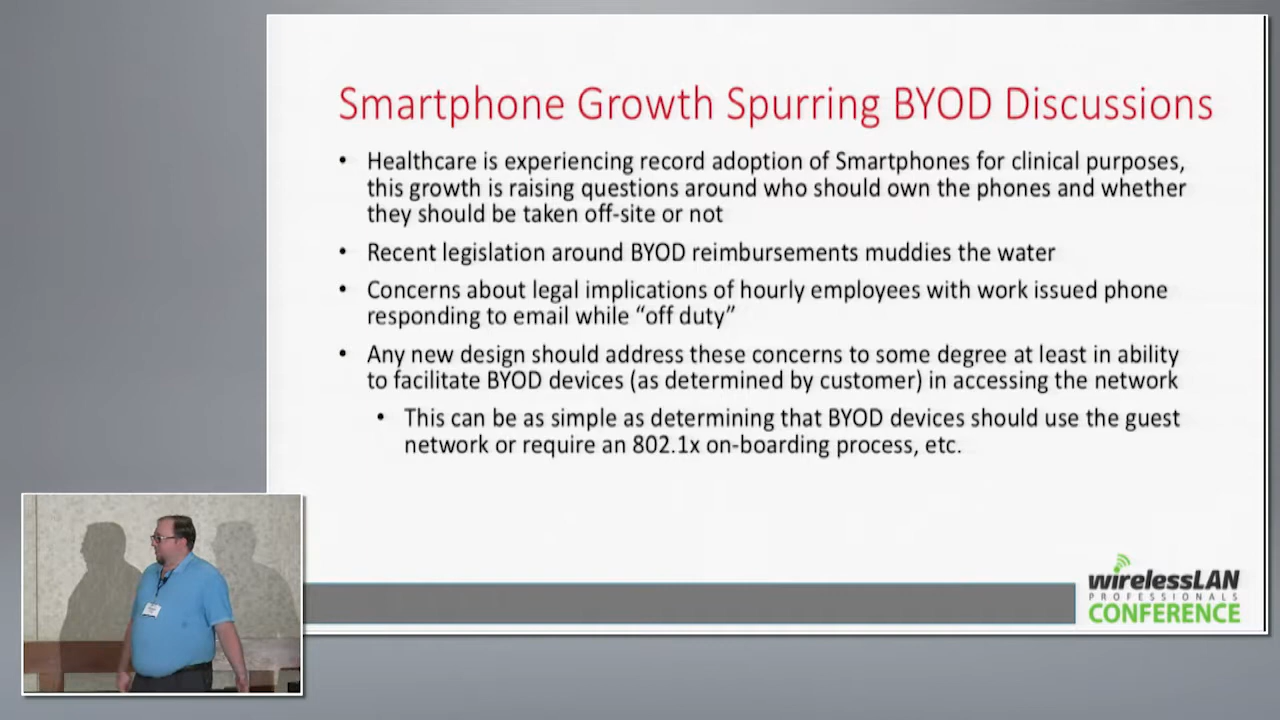 Smartphone Growth Spurring BYOD Discussions
• Healthcare is experiencing record adoption of Smartphones for clinical purposes,
this growth is raising questions around who should own the phones and whether
they should be taken off-site or not
• Recent legislation around BYOD reimbursements muddies the water
• Concerns about legal implications of hourly employees with work issued phone
responding to email while “off duty”
• Any new design should address these concerns to some degree at least in ability
to facilitate BYOD devices (as determined by customer) in accessing the network
• This can be as simple as determining that BYOD devices should use the guest
network or require an 802.1x on-boarding process, etc.
wirelessLAN
PROFESSIONALS
CONFERENCE